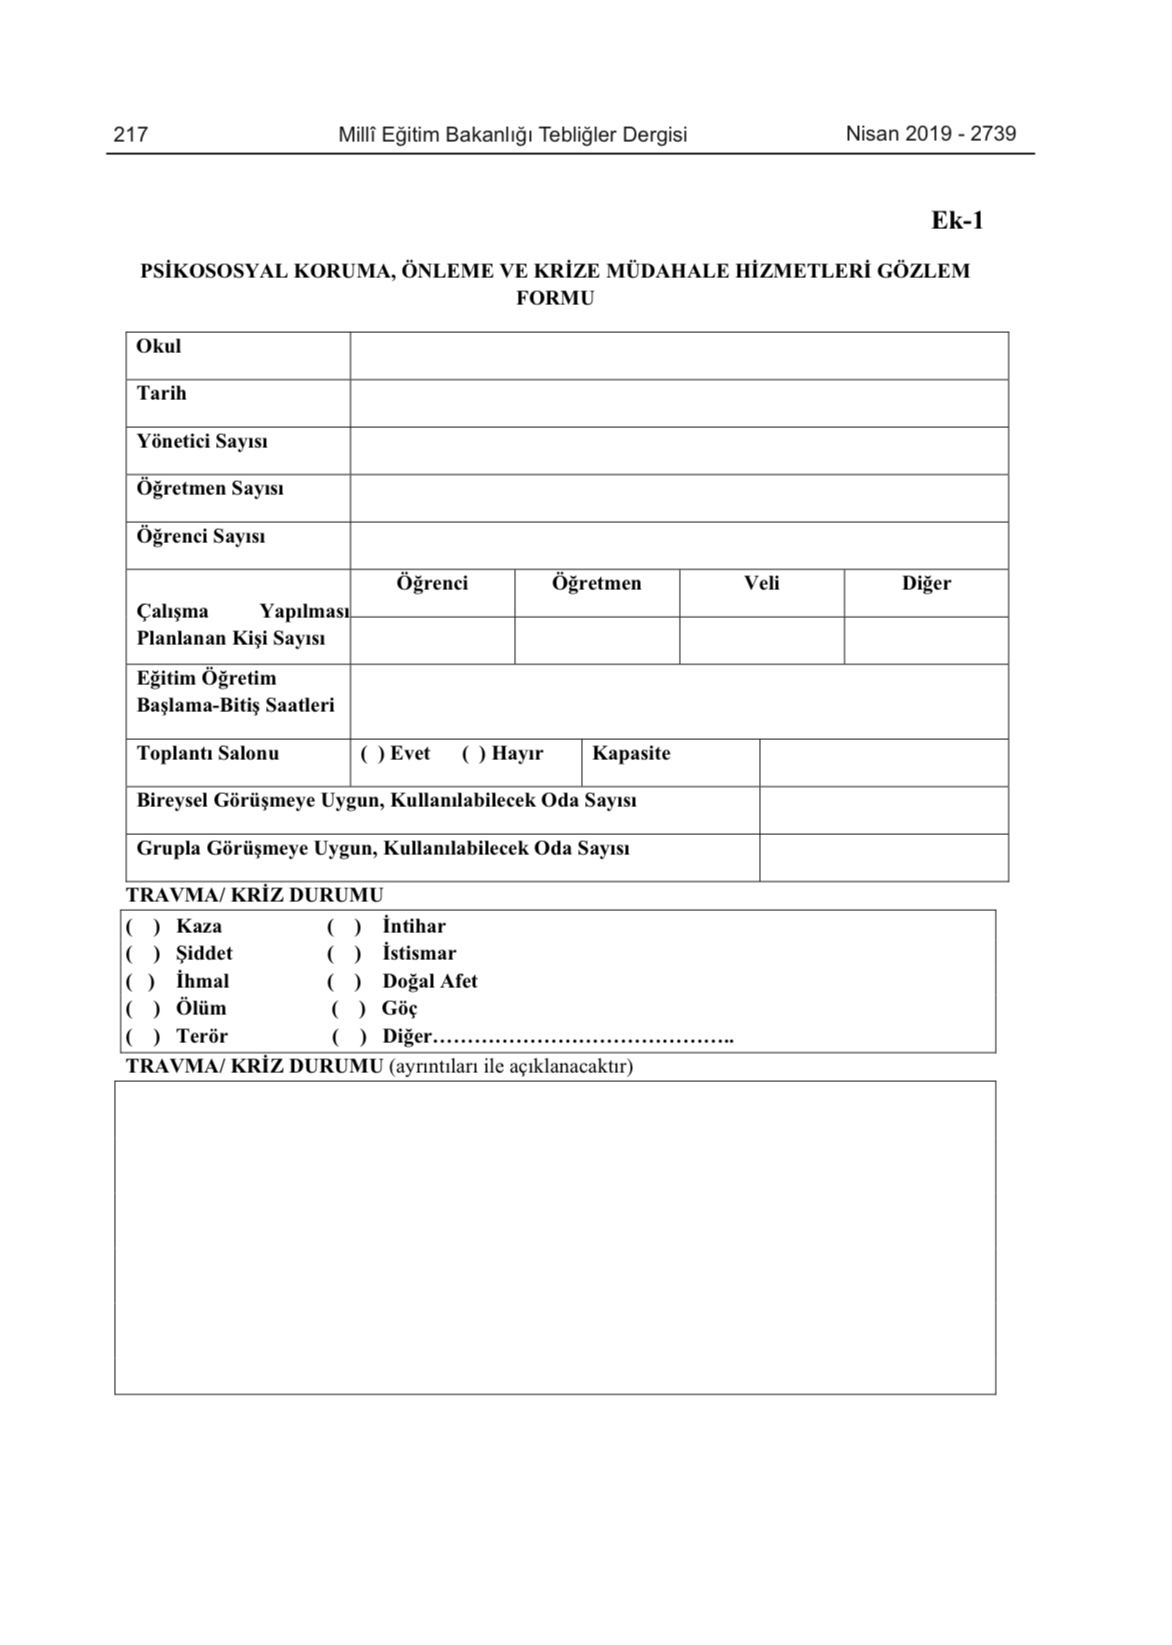 217 Millî Eğitim Bakanlığı Tebliğler Dergisi Nisan 2019 - 2739
Ek-1
PSİKOSOSYAL KORUMA, ÖNLEME VE KRİZE MÜDAHALE HİZMETLERİ GÖZLEM
FORMU
Okul
Tarih
Yönetici Sayısı
Öğretmen Sayısı
Öğrenci Sayısı
Öğrenci Öğretmen Veli Diğer
Çalışma Yapılması
Planlanan Kişi Sayısı
Eğitim Öğretim
Başlama-Bitiş Saatleri
Toplantı Salonu ( ) Evet ( ) Hayır Kapasite
Bireysel Görüşmeye Uygun, Kullanılabilecek Oda Sayısı
Grupla Görüşmeye Uygun, Kullanılabilecek Oda Sayısı
TRAVMA/ KRİZ DURUMU
( ) Kaza ( ) İntihar
( ) Şiddet ( ) İstismar
( ) İhmal ( ) Doğal Afet
( ) Ölüm ( ) Göç
( ) Terör ( ) Diğer……………………………………..
TRAVMA/ KRİZ DURUMU (ayrıntıları ile açıklanacaktır)